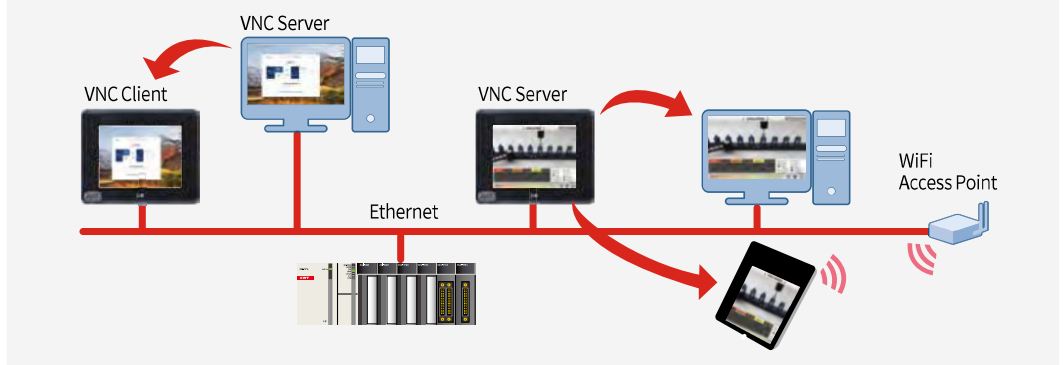 VNC Server
VNC Client
VNC Server
WiFi
Access Point
Ethernet